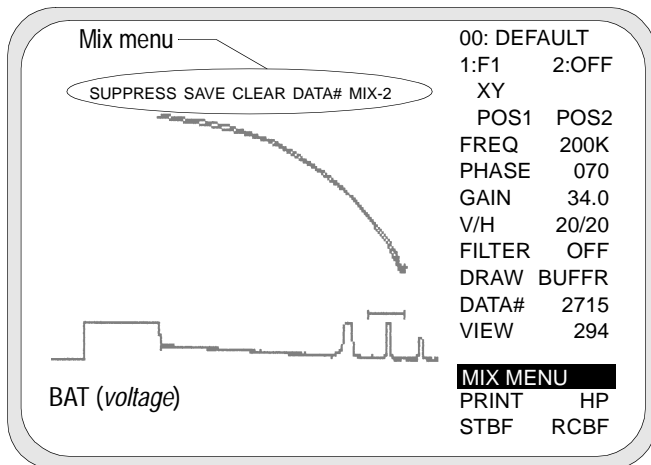 Mix menu
SUPPRESS SAVE CLEAR DATA# MIX-2
BAT (voltage)
00: DEFAULT
1:F1 2:OFF
XY
POS1 POS2
FREQ 200K
PHASE 070
GAIN 34.0
V/H 20/20
FILTER OFF
DRAW BUFFR
DATA# 2715
VIEW 294
MIX MENU
PRINT HP
STBF RCBF